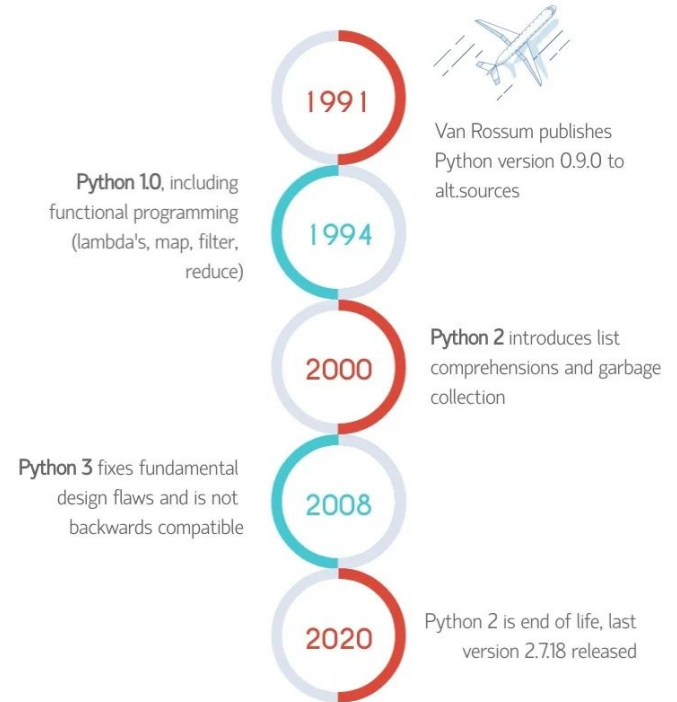 1991
Van Rossum publishes
Python version 0.9.0 to
alt.sources
Python 1.0, including
functional programming
(lambda's, map, filter,
reduce)
1994
2000
Python 2 introduces list
comprehensions and garbage
collection
Python 3 fixes fundamental
design flaws and is not
backwards compatible
2008
2020
Python 2 is end of life, last
version 2.7.18 released